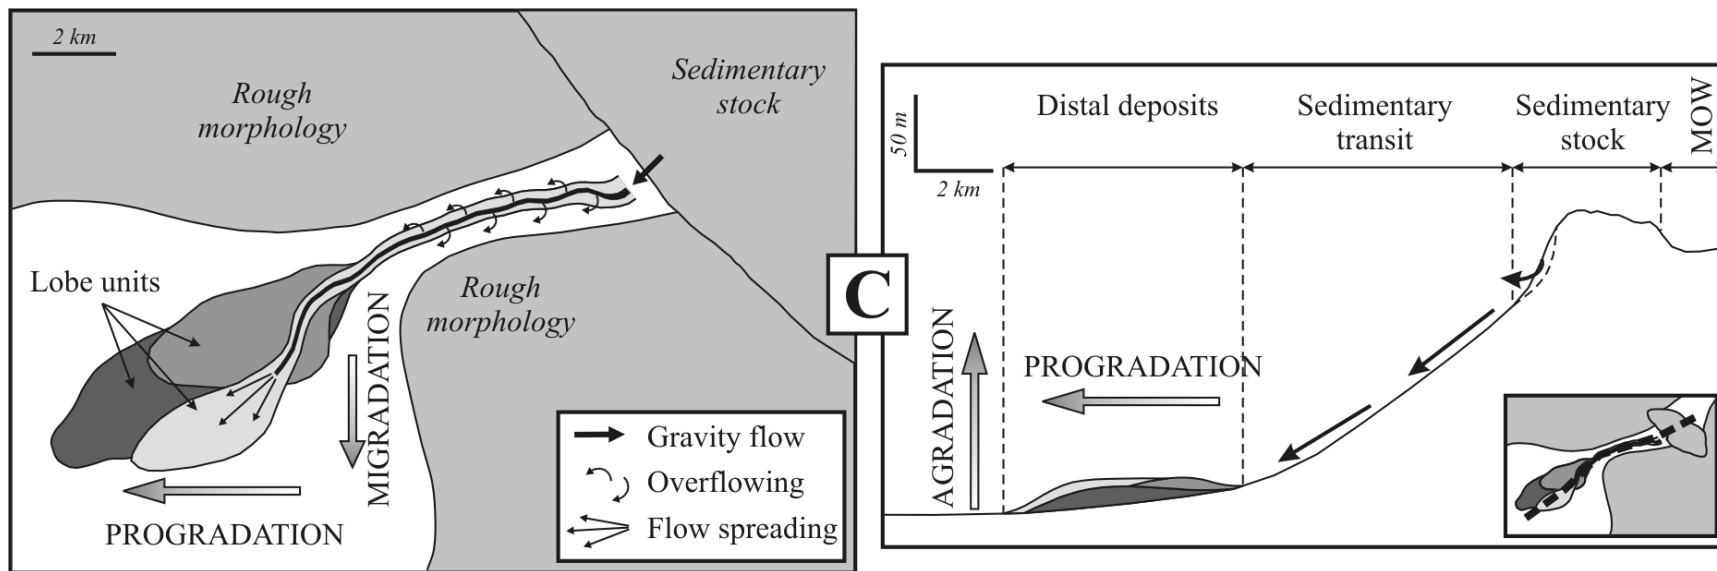 2 km
Rough
morphology
Sedimentary
stock
Lobe units
Rough
morphology
MIGRADATION
PROGRADATION
Gravity flow
Overflowing
Flow spreading
C
50 m
2 km
Distal deposits
Sedimentary
transit
Sedimentary
stock
MOW
AGRADATION
PROGRADATION